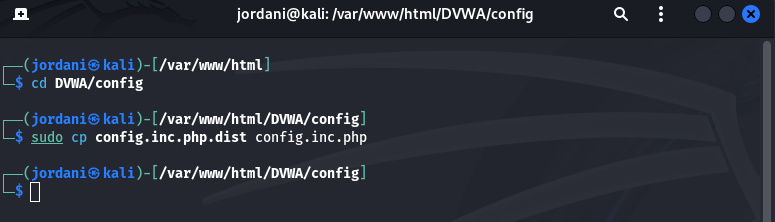 jordani@kali: /var/www/html/DVWA/config
┌──(jordani㉿kali)-[/var/www/html]
└─$ cd DVWA/config
┌──(jordani㉿kali)-[/var/www/html/DVWA/config]
└─$ sudo cp config.inc.php.dist config.inc.php
┌──(jordani㉿kali)-[/var/www/html/DVWA/config]
└─$